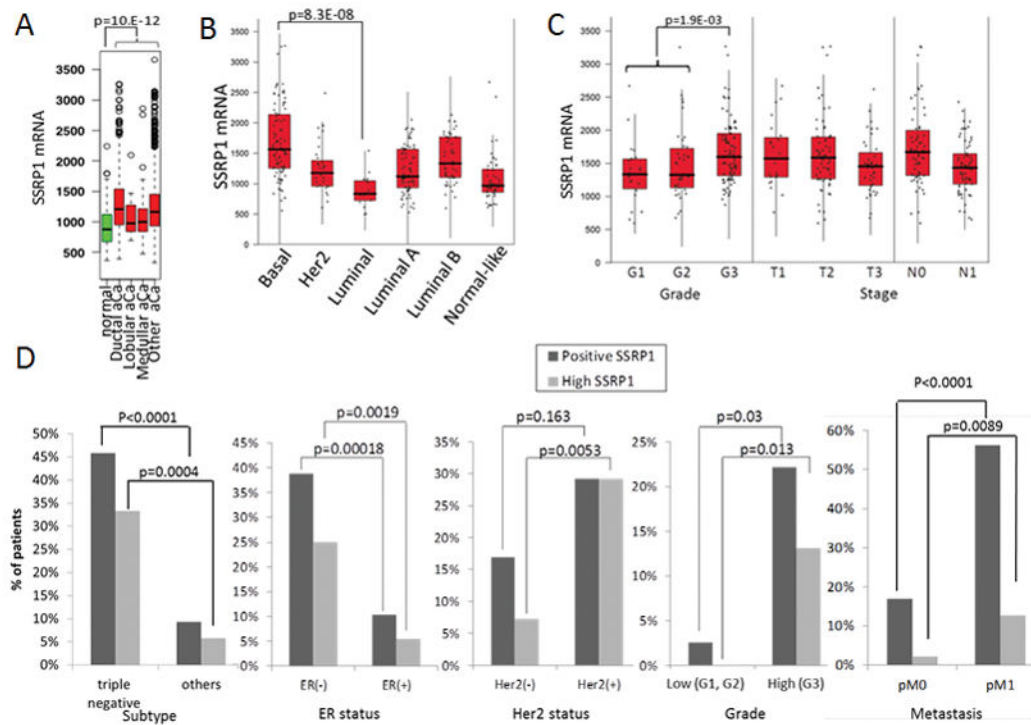 A
p=10.E-12
SSRP1 mRNA
3500
3000
2500
2000
1500
1000
500
normal
Ductal aCa
Lobular aCa
Medullar aCa
Other aCa
B
p=8.3E-08
SSRP1 mRNA
3500
3000
2500
2000
1500
1000
500
0
Basal
Her2
Luminal
Luminal A
Luminal B
Normal-like
C
p=1.9E-03
SSRP1 mRNA
3500
3000
2500
2000
1500
1000
500
0
G1 G2 G3 T1 T2 T3 N0 N1
Grade Stage
D
Positive SSRP1
High SSRP1
% of patients
P<0.0001
p=0.0004
50%
45%
40%
35%
30%
25%
20%
15%
10%
5%
0%
triple negative
others
Subtype
p=0.0019
p=0.00018
45%
40%
35%
30%
25%
20%
15%
10%
5%
0%
ER(-) ER(+)
ER status
p=0.163
p=0.0053
35%
30%
25%
20%
15%
10%
5%
0%
Her2(-) Her2(+)
Her2 status
p=0.03
p=0.013
25%
20%
15%
10%
5%
0%
Low (G1, G2) High (G3)
Grade
P<0.0001
p=0.0089
60%
50%
40%
30%
20%
10%
0%
pM0 pM1
Metastasis